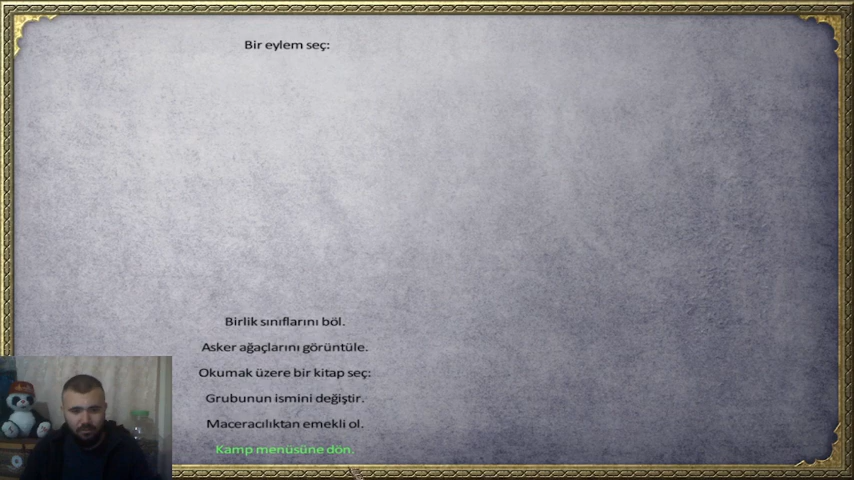 Bir eylem seç:
Birlik sınıflarını böl.
Asker ağaçlarını görüntüle.
Okumak üzere bir kitap seç:
Grubunun ismini değiştir.
Maceracılıktan emekli ol.
Kamp menüsüne dön.